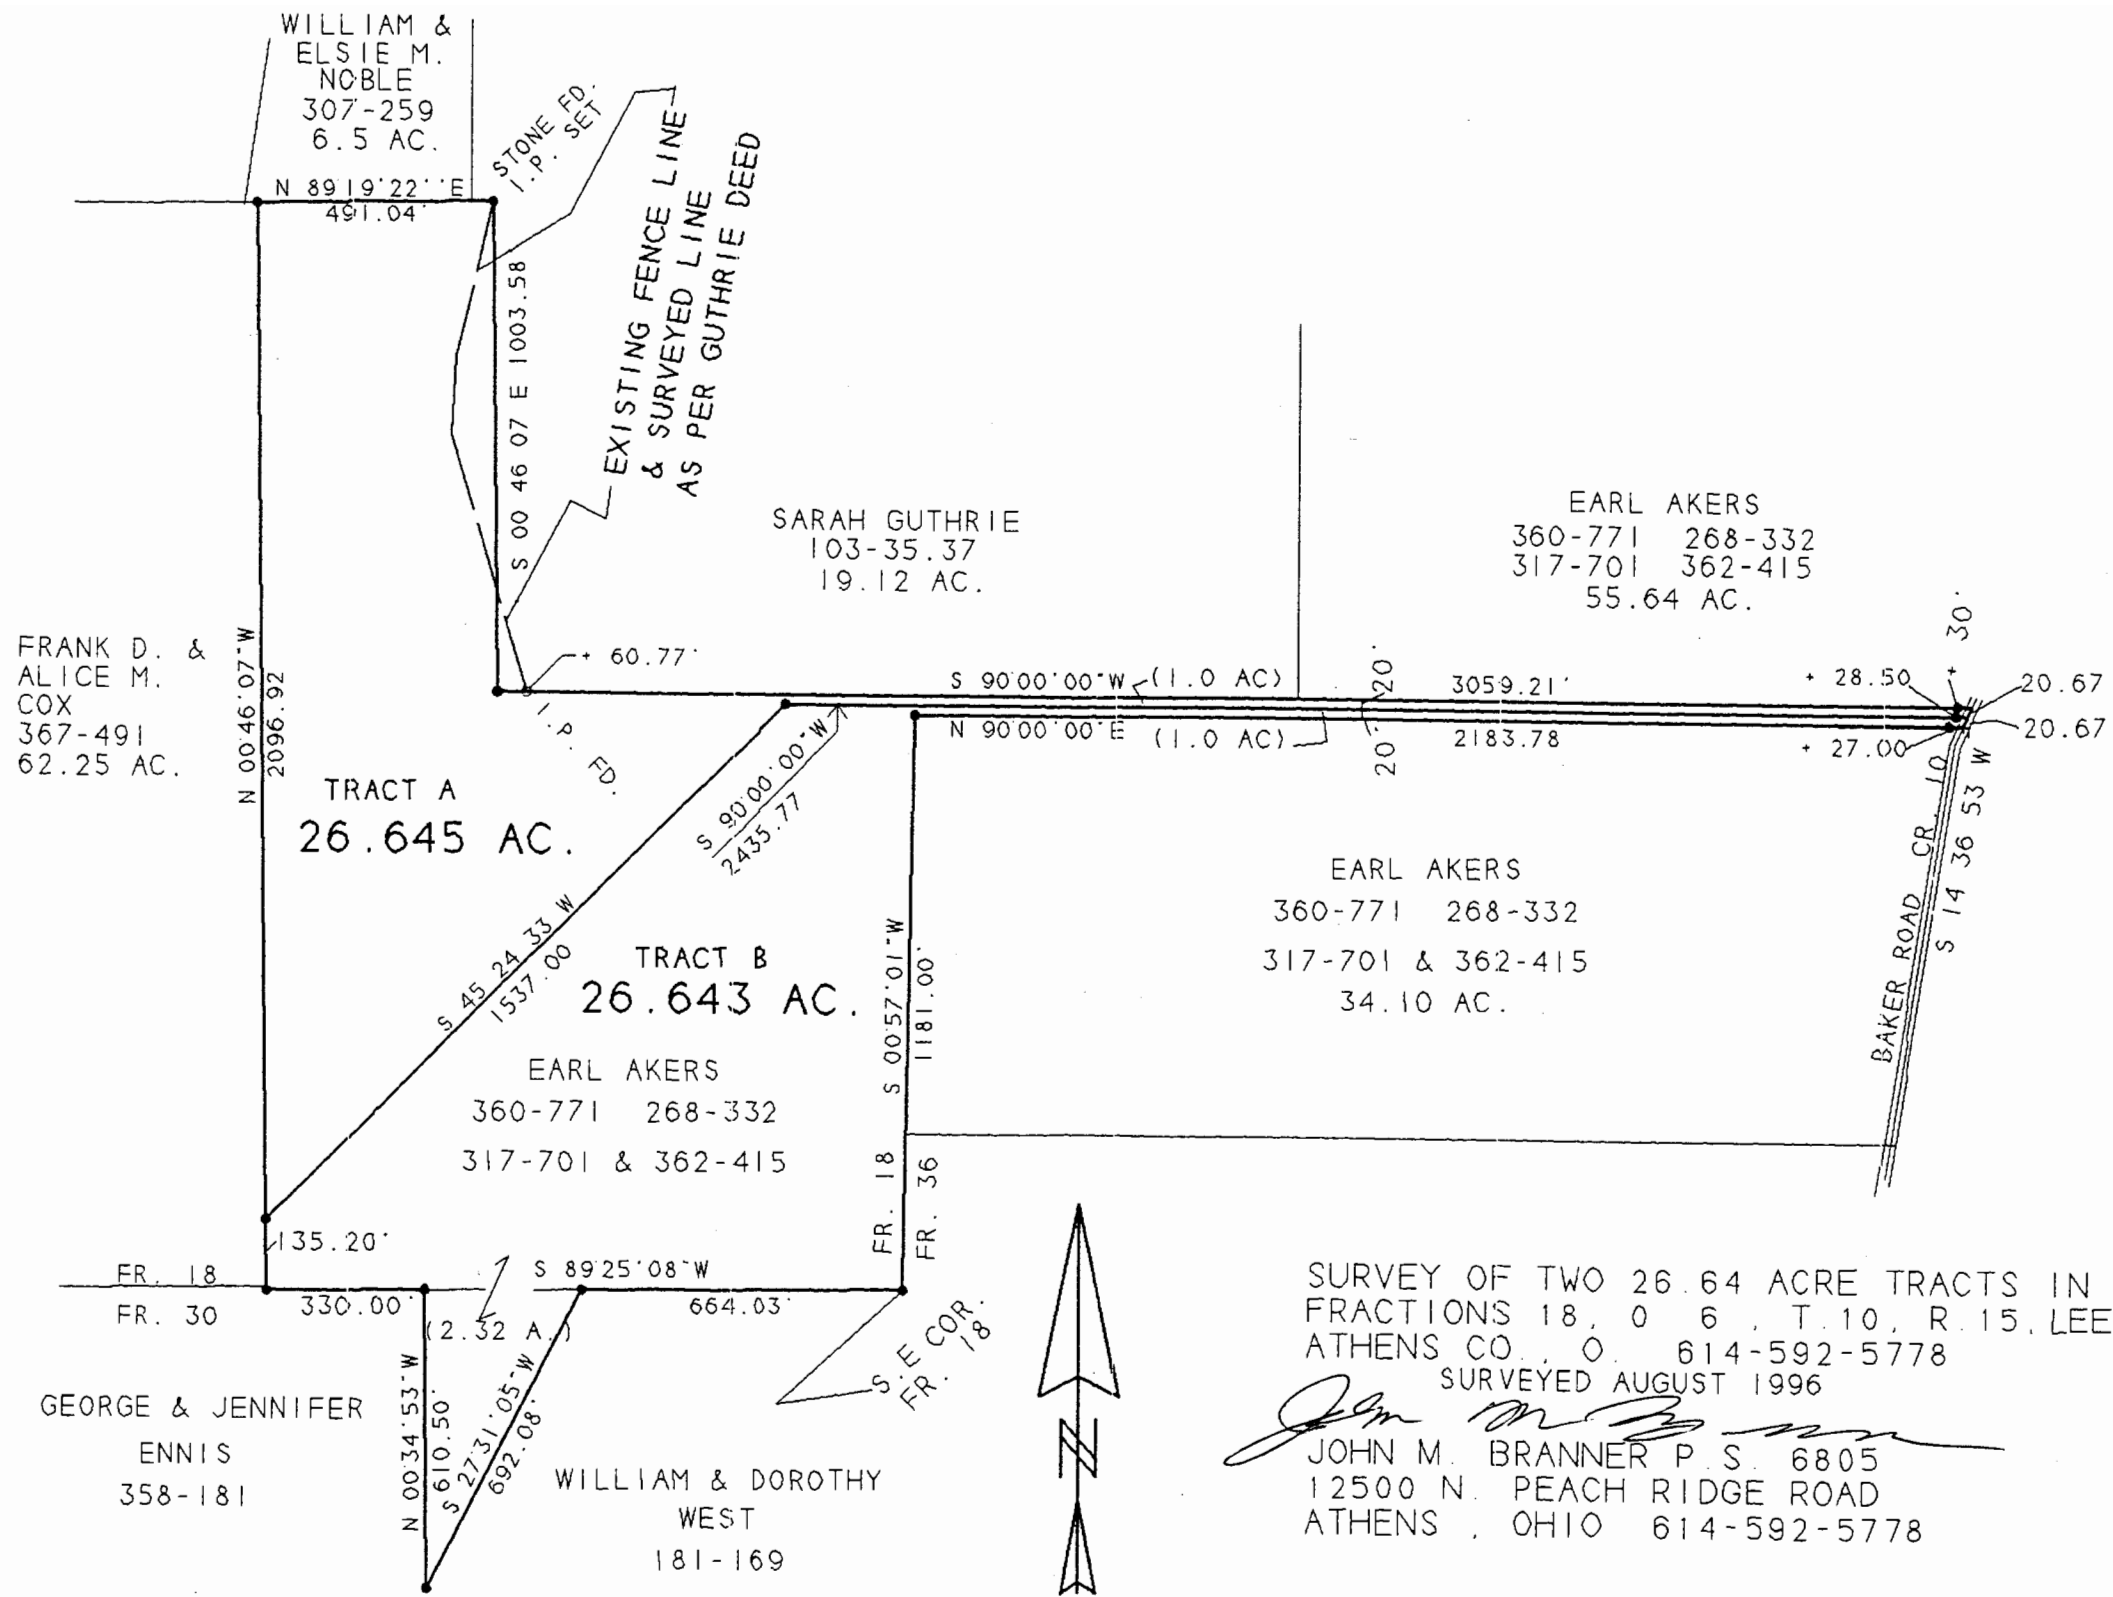 WILLIAM &
ELSIE M.
NOBLE
307-259
6.5 AC.
STONE FD.
I.P. SET
N 89 19'22''E
491.04'
EXISTING FENCE LINE
& SURVEYED LINE
AS PER GUTHRIE DEED
S 00 46 07 E 1003.58
SARAH GUTHRIE
103-35.37
19.12 AC.
EARL AKERS
360-771 268-332
317-701 362-415
55.64 AC.
FRANK D. &
ALICE M.
COX
367-491
62.25 AC.
N 00'46'07"W
2096.92
+ 60.77'
I.P. FD.
S 90'00'00"W (1.0 AC)
3059.21'
20'
20'
+ 28.50
+ 30'
20.67
20.67
N 90'00'00"E (1.0 AC)
2183.78
+ 27.00
TRACT A
26.645 AC.
S 90'00'00"W
2435.77
S 45 24 33 W
1537.00
TRACT B
26.643 AC.
EARL AKERS
360-771 268-332
317-701 & 362-415
S 00'57'01"W
1181.00'
EARL AKERS
360-771 268-332
317-701 & 362-415
34.10 AC.
BAKER ROAD CR. 10
S 14 36 53 W
FR. 18
FR. 36
135.20'
FR. 18
FR. 30
330.00'
S 89'25'08"W
664.03'
(2.32 A.)
S.E COR.
FR. 18
N 00'34'53"W
610.50'
S 27'31'05"W
692.08'
GEORGE & JENNIFER
ENNIS
358-181
WILLIAM & DOROTHY
WEST
181-169
N
SURVEY OF TWO 26.64 ACRE TRACTS IN
FRACTIONS 18, 0 6 , T.10, R.15, LEE
ATHENS CO., O. 614-592-5778
SURVEYED AUGUST 1996
JOHN M. BRANNER P.S. 6805
12500 N. PEACH RIDGE ROAD
ATHENS , OHIO 614-592-5778